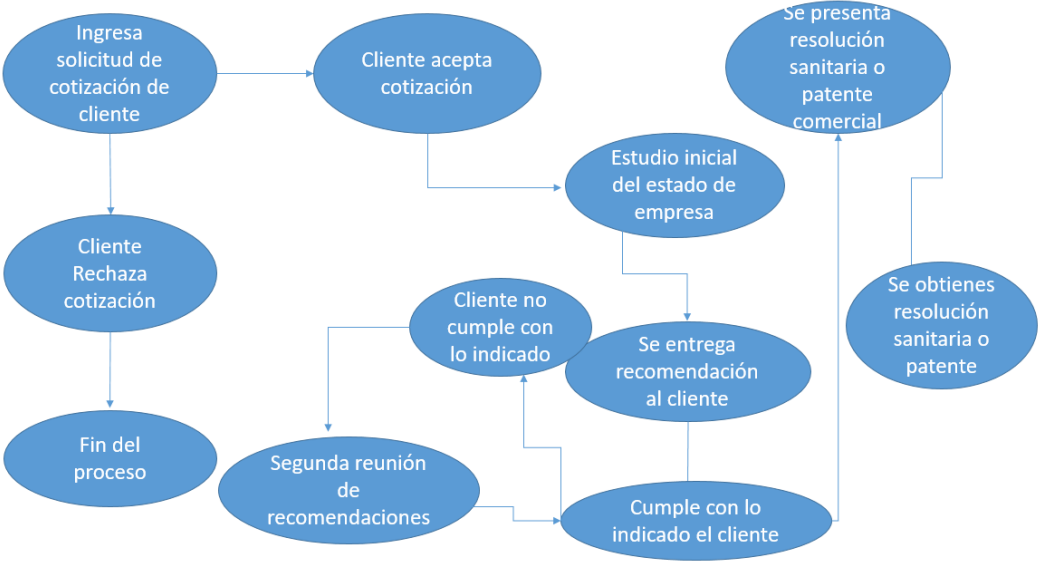 Ingresa
solicitud de
cotización de
cliente
Cliente acepta
cotización
Se presenta
resolución
sanitaria o
patente
comercial
Estudio inicial
del estado de
empresa
Cliente
Rechaza
cotización
Cliente no
cumple con
lo indicado
Se entrega
recomendación
al cliente
Se obtienes
resolución
sanitaria o
patente
Fin del
proceso
Segunda reunión
de
recomendaciones
Cumple con lo
indicado el cliente